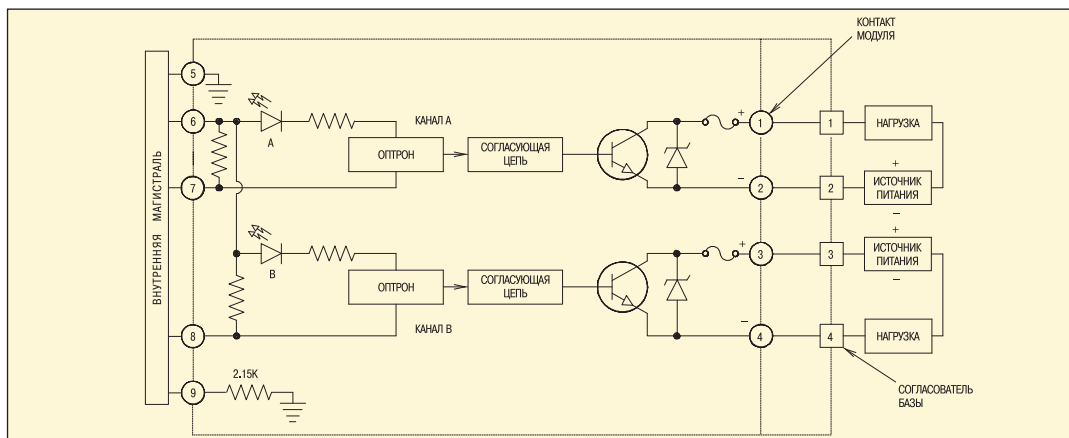 КОНТАКТ
МОДУЛЯ
ВНУТРЕННЯЯ МАГИСТРАЛЬ
5
6
A
КАНАЛ А
ОПТРОН
СОГЛАСУЮЩАЯ
ЦЕПЬ
+
1
1
НАГРУЗКА
7
–
2
2
+
ИСТОЧНИК
ПИТАНИЯ
–
B
ОПТРОН
СОГЛАСУЮЩАЯ
ЦЕПЬ
+
3
3
+
ИСТОЧНИК
ПИТАНИЯ
–
8
КАНАЛ В
–
4
4
НАГРУЗКА
9
2.15K
СОГЛАСОВАТЕЛЬ
БАЗЫ